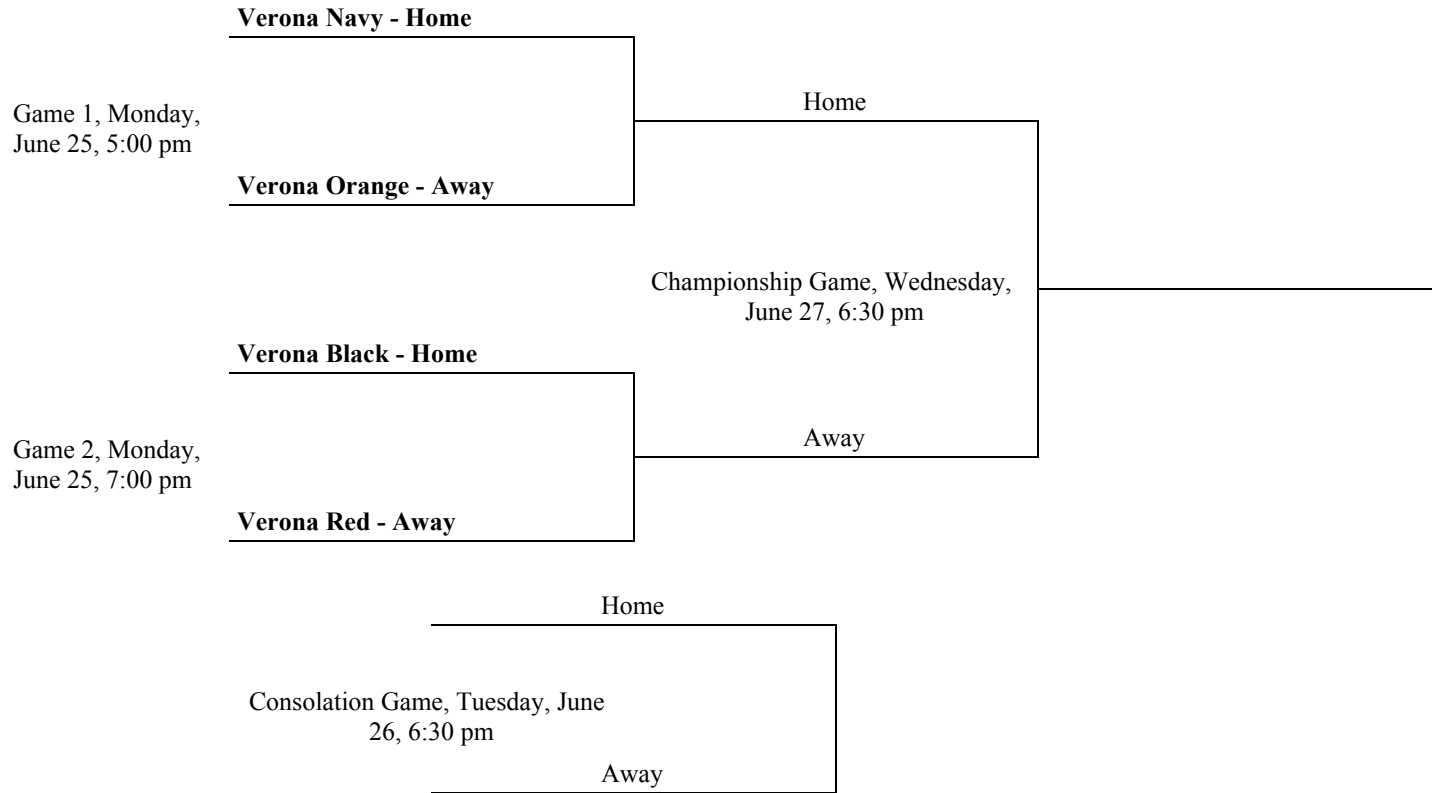 Verona Navy - Home
Game 1, Monday,
June 25, 5:00 pm
Home
Verona Orange - Away
Championship Game, Wednesday,
June 27, 6:30 pm
Verona Black - Home
Game 2, Monday,
June 25, 7:00 pm
Away
Verona Red - Away
Home
Consolation Game, Tuesday, June
26, 6:30 pm
Away